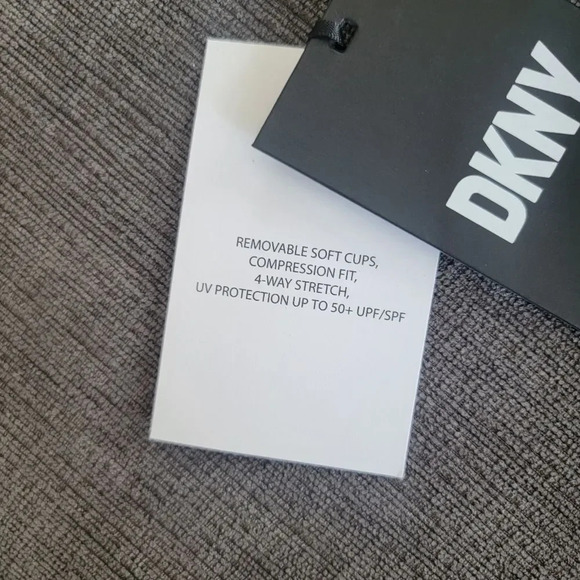 DKNY
REMOVABLE SOFT CUPS,
COMPRESSION FIT,
4-WAY STRETCH,
UV PROTECTION UP TO 50+ UPF/SPF